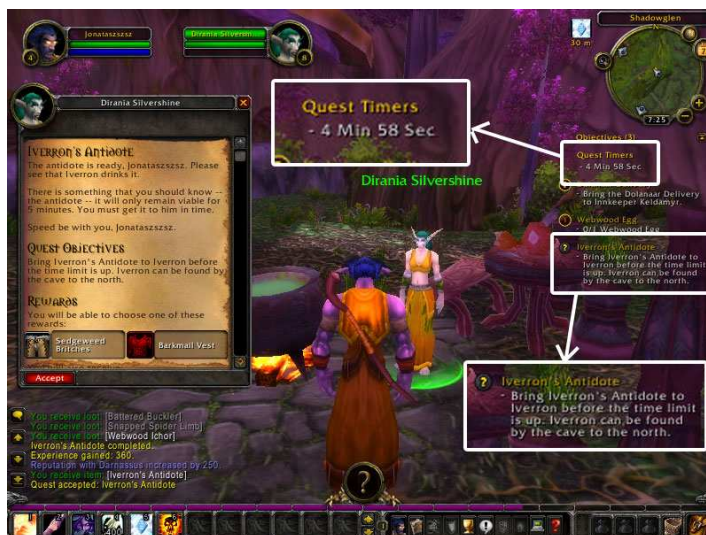 Jonataszszsz
4
Dirania Silversh...
8
30 m
Shadowglen
7:25
Dirania Silvershine
IVERRON'S ANTIDOTE
The antidote is ready, Jonataszszsz. Please
see that Iverron drinks it.
There is something that you should know --
the antidote -- it will only remain viable for
5 minutes. You must get it to him in time.
Speed be with you, Jonataszszsz.
QUEST OBJECTIVES
Bring Iverron's Antidote to Iverron before
the time limit is up. Iverron can be found by
the cave to the north.
REWARDS
You will be able to choose one of these
rewards:
Sedgeweed
Britches
Barkmail Vest
Accept
Quest Timers
- 4 Min 58 Sec
Dirania Silvershine
Objectives (3)
Quest Timers
- 4 Min 58 Sec
- Bring the Dolanaar Delivery
to Innkeeper Keldamyr.
Webwood Egg
- 0/1 Webwood Egg
? Iverron's Antidote
- Bring Iverron's Antidote to
Iverron before the time limit
is up. Iverron can be found
by the cave to the north.
? Iverron's Antidote
- Bring Iverron's Antidote to
Iverron before the time limit
is up. Iverron can be found
by the cave to the north.
You receive loot: [Battered Buckler]
You receive loot: [Snapped Spider Limb]
You receive loot: [Webwood Ichor]
Iverron's Antidote completed.
Experience gained: 360.
Reputation with Darnassus increased by 250.
You receive item: [Iverron's Antidote]
Quest accepted: Iverron's Antidote
?